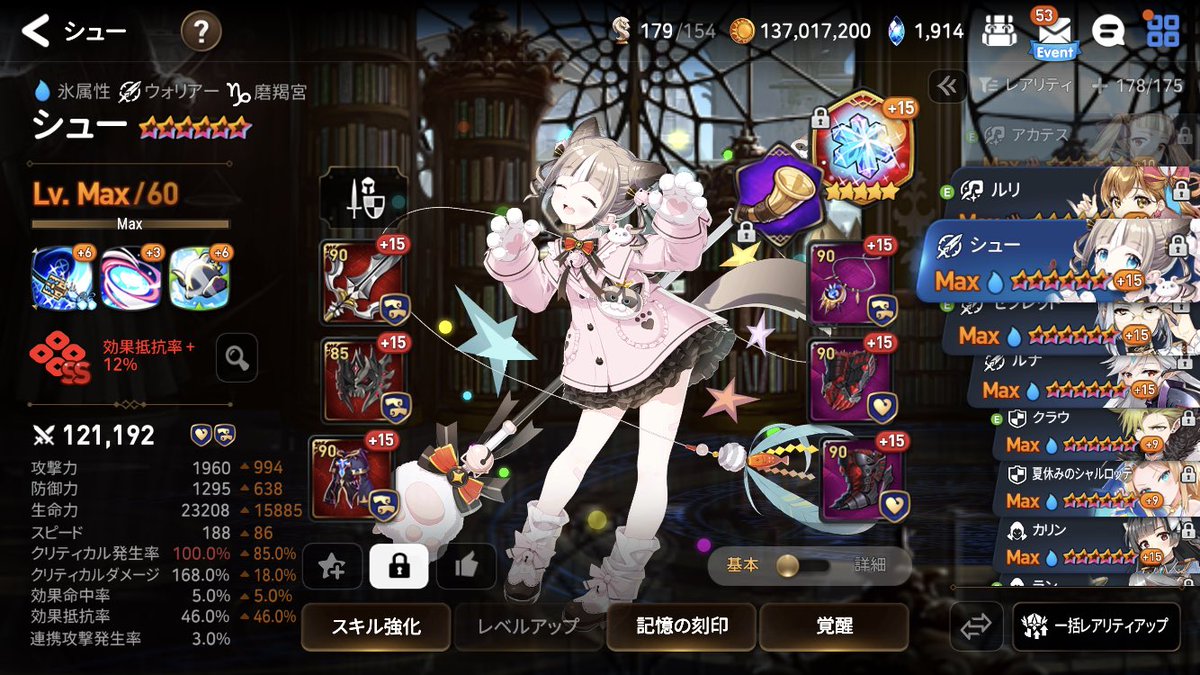 シュー
?
179/154
137,017,200
1,914
53
Event
氷属性 ウォリアー 磨羯宮
シュー
Lv. Max/60
Max
+6
+3
+6
効果抵抗率+
12%
SS
121,192
攻撃力 1960 994
防御力 1295 638
生命力 23208 15885
スピード 188 86
クリティカル発生率 100.0% 85.0%
クリティカルダメージ 168.0% 18.0%
効果命中率 5.0% 5.0%
効果抵抗率 46.0% 46.0%
連携攻撃発生率 3.0%
90 +15
85 +15
90 +15
+15
90 +15
90 +15
90 +15
基本
詳細
スキル強化
レベルアップ
記憶の刻印
覚醒
レアリティ
178/175
アカテス
E
ルリ
シュー
Max
+15
E
Max
+15
ルナ
Max
+15
E
クラウ
Max
+9
夏休みのシャルロッテ
Max
+9
カリン
Max
+15
一括レアリティアップ